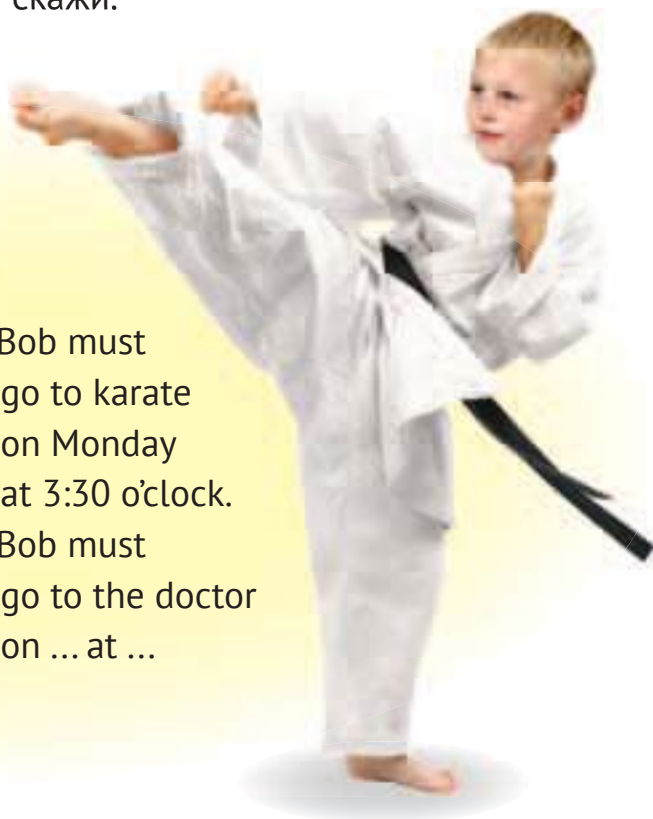 скажи.
Bob must
go to karate
on Monday
at 3:30 o'clock.
Bob must
go to the doctor
on ... at ...